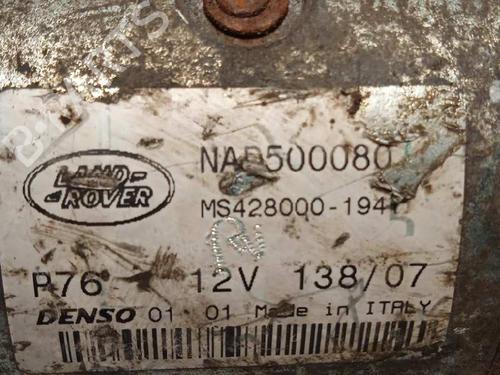 LAND-
-ROVER
NAD500080
MS428000-194
P76 12V 138/07
DENSO 01 01 Made in ITALY